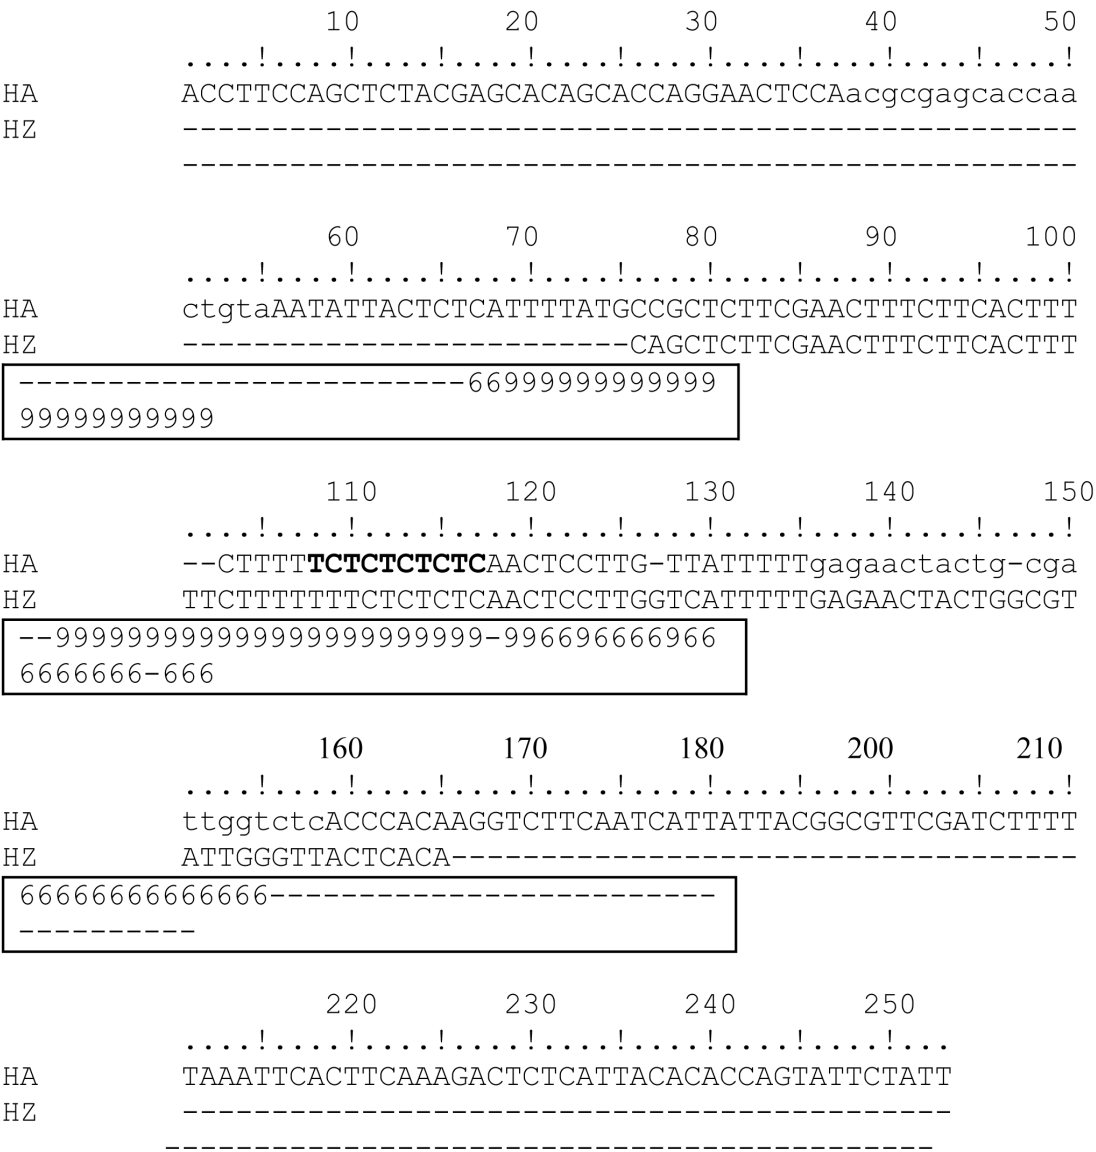 10 20 30 40 50
....!....!....!....!....!....!....!....!....!....!
HA ACCTTCCAGCTCTACGAGCACAGCACCAGGAACTCCAacgcgagcaccaa
HZ --------------------------------------------------
--------------------------------------------------
60 70 80 90 100
....!....!....!....!....!....!....!....!....!....!
HA ctgtaAATATTACTCTCATTTTATGCCGCTCTTCGAACTTTCTTCACTTT
HZ -------------------------CAGCTCTTCGAACTTTCTTCACTTT
-------------------------66999999999999
99999999999
110 120 130 140 150
....!....!....!....!....!....!....!....!....!....!
HA --CTTTTTCTCTCTCTCAACTCCTTG-TTATTTTTgagaactactg-cga
HZ TTCTTTTTTTCTCTCTCAACTCCTTGGTCATTTTTGAGAACTACTGGCGT
--999999999999999999999999-996696666966
6666666-666
160 170 180 200 210
....!....!....!....!....!....!....!....!....!....!
HA ttggtctcACCCACAAGGTCTTCAATCATTATTACGGCGTTCGATCTTTT
HZ ATTGGGTTACTCACA-----------------------------------
66666666666666-------------------------
----------
220 230 240 250
....!....!....!....!....!....!....!....!...
HA TAAATTCACTTCAAAGACTCTCATTACACACCAGTATTCTATT
HZ -------------------------------------------
-------------------------------------------